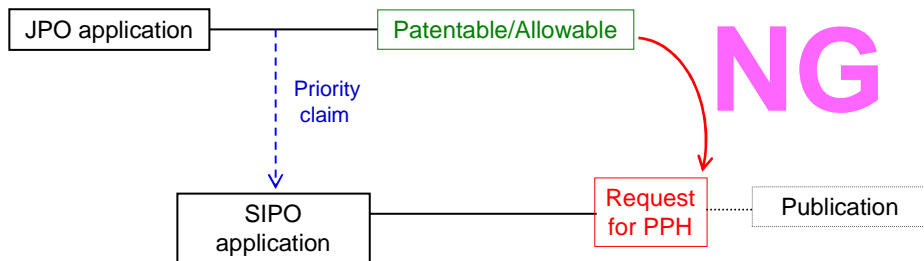 JPO application
Patentable/Allowable
NG
Priority
claim
SIPO
application
Request
for PPH
Publication